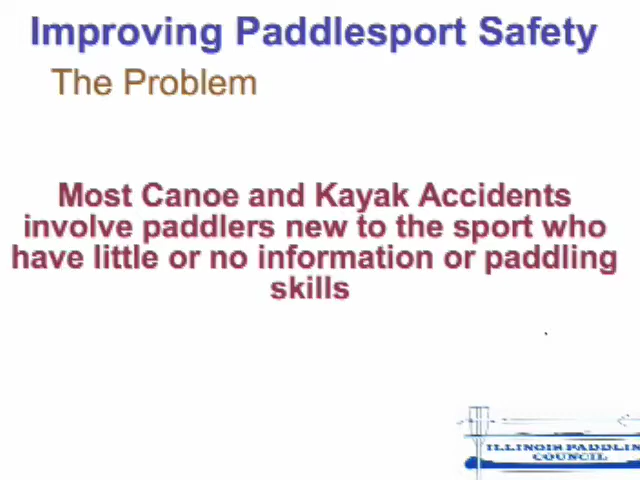 Improving Paddlesport Safety
The Problem
Most Canoe and Kayak Accidents
involve paddlers new to the sport who
have little or no information or paddling
skills
ILLINOIS PADDLIN
COUNCIL